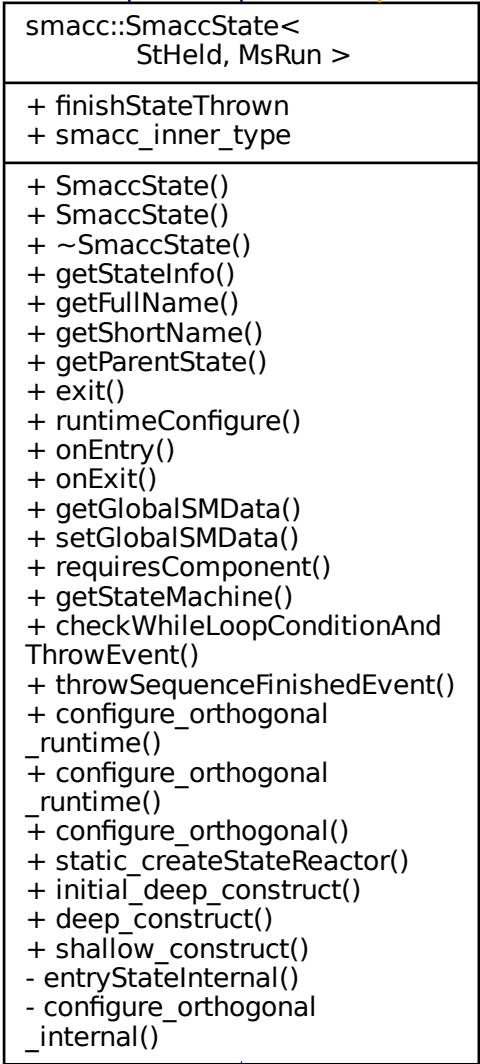 smacc::SmaccState<
StHeld, MsRun >
+ finishStateThrown
+ smacc_inner_type
+ SmaccState()
+ SmaccState()
+ ~SmaccState()
+ getStateInfo()
+ getFullName()
+ getShortName()
+ getParentState()
+ exit()
+ runtimeConfigure()
+ onEntry()
+ onExit()
+ getGlobalSMData()
+ setGlobalSMData()
+ requiresComponent()
+ getStateMachine()
+ checkWhileLoopConditionAnd
ThrowEvent()
+ throwSequenceFinishedEvent()
+ configure_orthogonal
_runtime()
+ configure_orthogonal
_runtime()
+ configure_orthogonal()
+ static_createStateReactor()
+ initial_deep_construct()
+ deep_construct()
+ shallow_construct()
- entryStateInternal()
- configure_orthogonal
_internal()